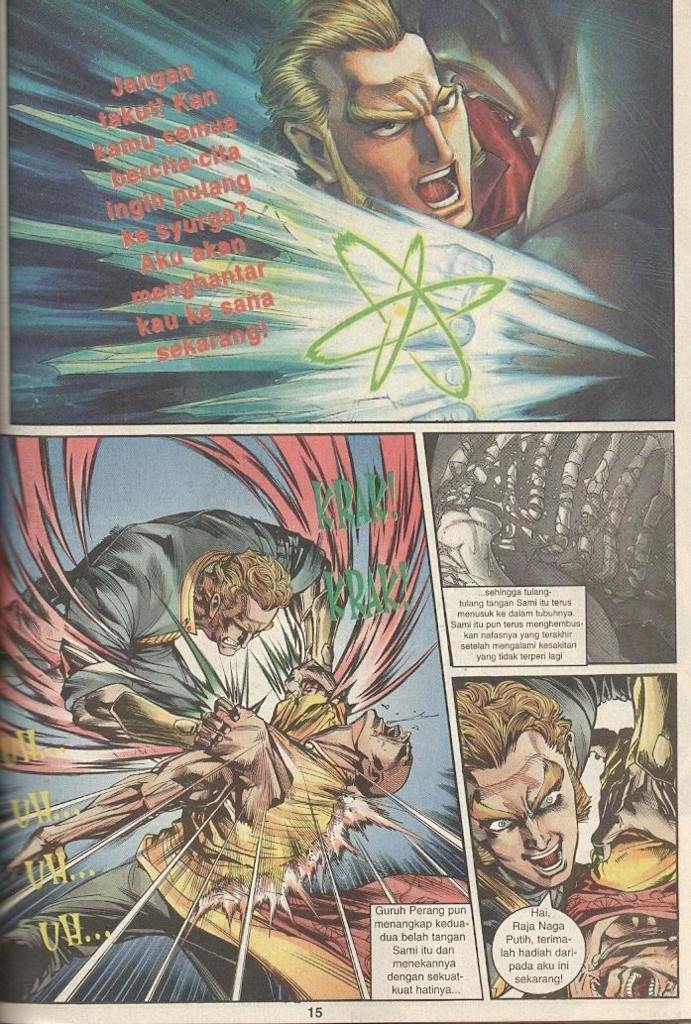 Jangan
takut! Kan
kamu semua
bercita-cita
ingin pulang
ke syurga?
Aku akan
menghantar
kau ke sana
sekarang!
KRAK!
KRAK!
UH...
UH...
UH...
UH...
Guruh Perang pun
menangkap kedua-
dua belah tangan
Sami itu dan
menekannya
dengan sekuat-
kuat hatinya...
...sehingga tulang-
tulang tangan Sami itu terus
menusuk ke dalam tubuhnya.
Sami itu pun terus menghembus-
kan nafasnya yang terakhir
setelah mengalami kesakitan
yang tidak terperi lagi
Hai,
Raja Naga
Putih, terima-
lah hadiah dari-
pada aku ini
sekarang!
15